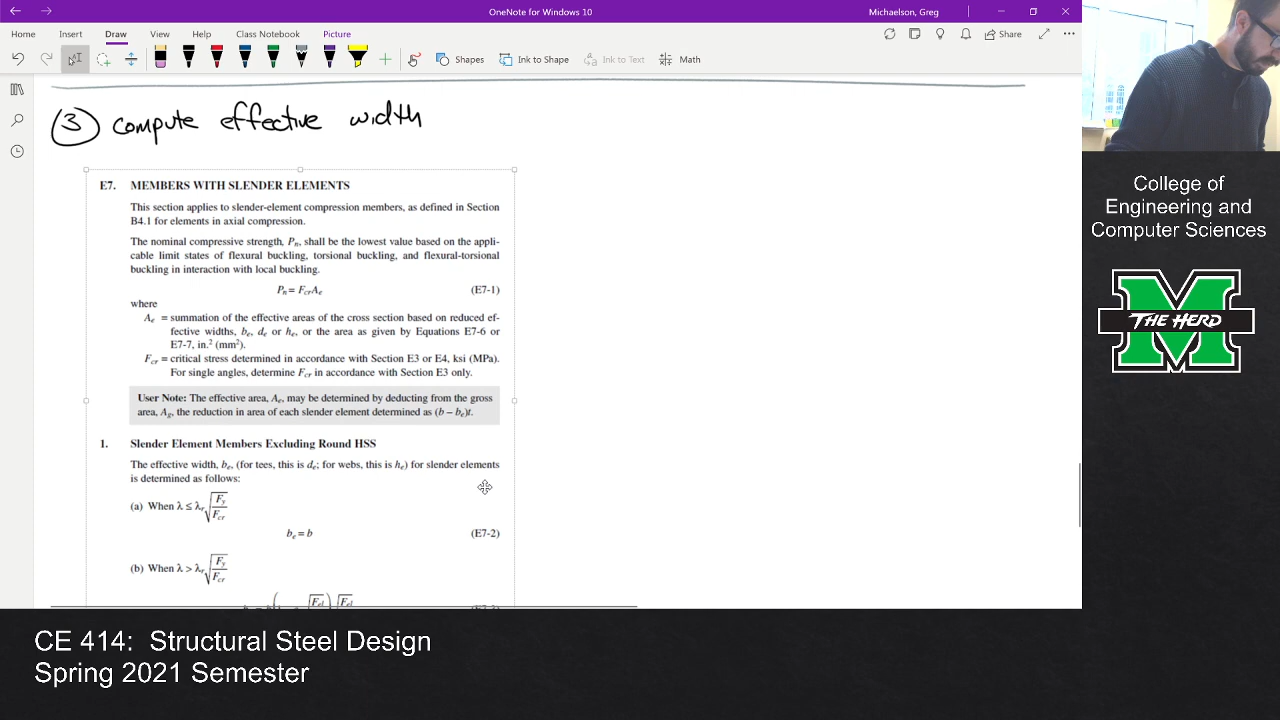 OneNote for Windows 10
Michaelson, Greg
Home Insert Draw View Help Class Notebook Picture
Share
Shapes Ink to Shape Ink to Text Math
3 compute effective width
E7. MEMBERS WITH SLENDER ELEMENTS
This section applies to slender-element compression members, as defined in Section
B4.1 for elements in axial compression.
The nominal compressive strength, Pn, shall be the lowest value based on the appli-
cable limit states of flexural buckling, torsional buckling, and flexural-torsional
buckling in interaction with local buckling.
Pn = FcrAe (E7-1)
where
Ae = summation of the effective areas of the cross section based on reduced ef-
fective widths, be, de or he, or the area as given by Equations E7-6 or
E7-7, in.² (mm²).
Fcr = critical stress determined in accordance with Section E3 or E4, ksi (MPa).
For single angles, determine Fcr in accordance with Section E3 only.
User Note: The effective area, Ae, may be determined by deducting from the gross
area, Ag, the reduction in area of each slender element determined as (b – be)t.
1. Slender Element Members Excluding Round HSS
The effective width, be, (for tees, this is de; for webs, this is he) for slender elements
is determined as follows:
(a) When λ ≤ λr√(Fy/Fcr)
be = b (E7-2)
(b) When λ > λr√(Fy/Fcr)
College of
Engineering and
Computer Sciences
THE HERD
CE 414: Structural Steel Design
Spring 2021 Semester